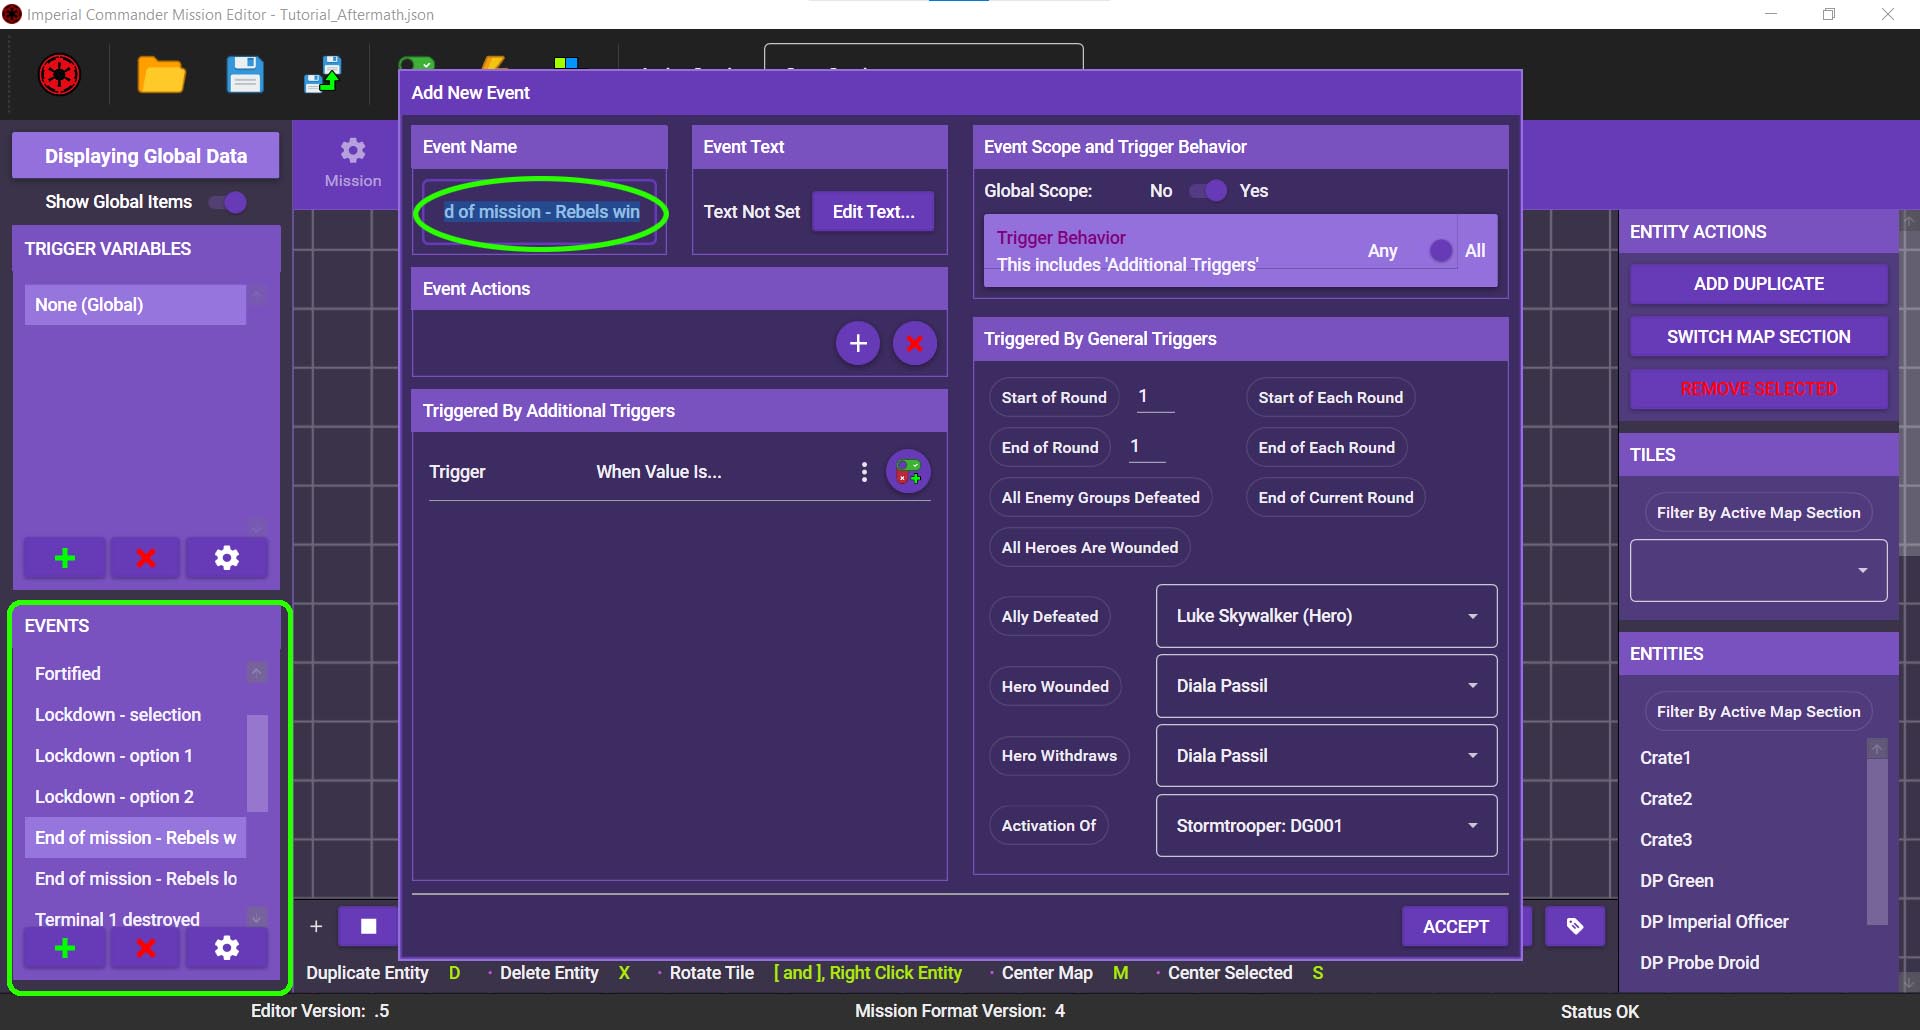 Imperial Commander Mission Editor - Tutorial_Aftermath.json
Add New Event
Displaying Global Data
Show Global Items
Mission
TRIGGER VARIABLES
None (Global)
EVENTS
Fortified
Lockdown - selection
Lockdown - option 1
Lockdown - option 2
End of mission - Rebels w
End of mission - Rebels lo
Terminal 1 destroyed
Event Name
d of mission - Rebels win
Event Text
Text Not Set
Edit Text...
Event Actions
Triggered By Additional Triggers
Trigger When Value Is...
Event Scope and Trigger Behavior
Global Scope: No Yes
Trigger Behavior
This includes 'Additional Triggers'
Any All
Triggered By General Triggers
Start of Round 1 Start of Each Round
End of Round 1 End of Each Round
All Enemy Groups Defeated End of Current Round
All Heroes Are Wounded
Ally Defeated Luke Skywalker (Hero)
Hero Wounded Diala Passil
Hero Withdraws Diala Passil
Activation Of Stormtrooper: DG001
ACCEPT
ENTITY ACTIONS
ADD DUPLICATE
SWITCH MAP SECTION
REMOVE SELECTED
TILES
Filter By Active Map Section
ENTITIES
Filter By Active Map Section
Crate1
Crate2
Crate3
DP Green
DP Imperial Officer
DP Probe Droid
Duplicate Entity D · Delete Entity X · Rotate Tile [ and ], Right Click Entity · Center Map M · Center Selected S
Editor Version: .5 Mission Format Version: 4 Status OK